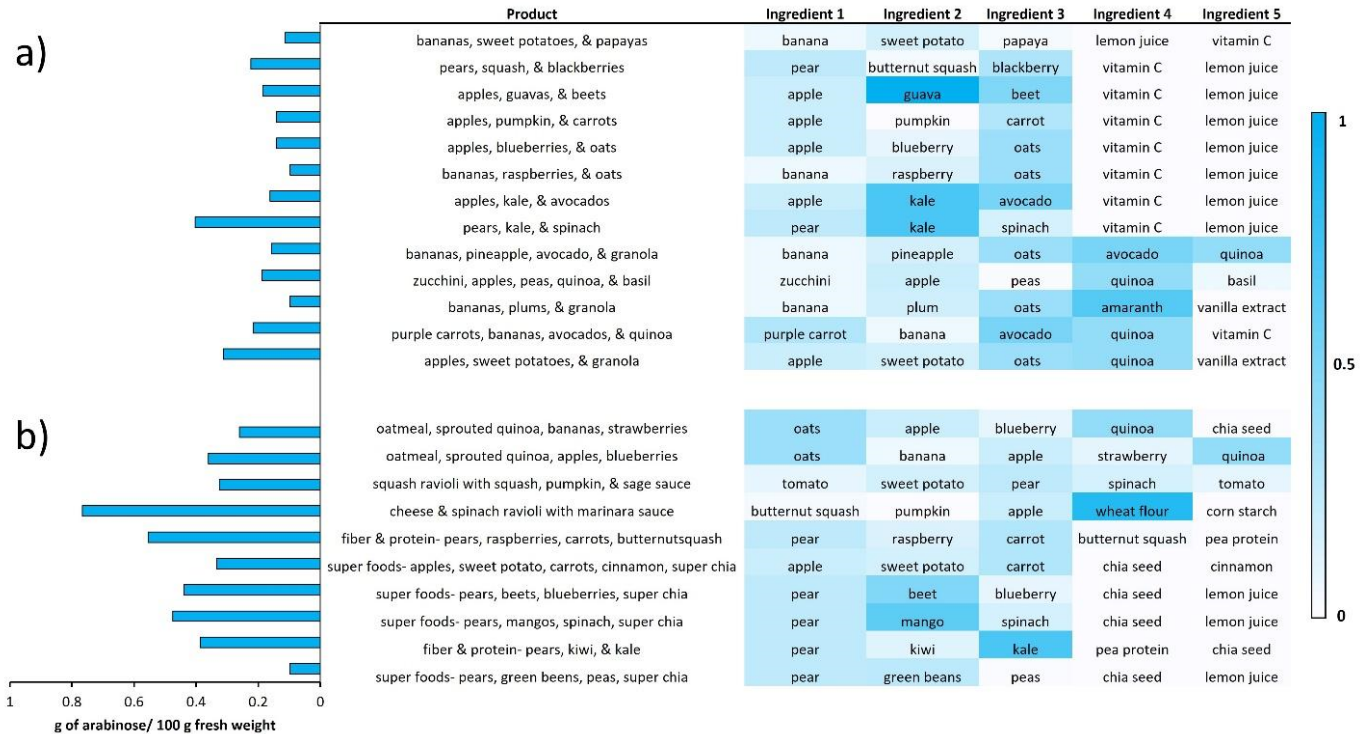 Product Ingredient 1 Ingredient 2 Ingredient 3 Ingredient 4 Ingredient 5
a)
bananas, sweet potatoes, & papayas banana sweet potato papaya lemon juice vitamin C
pears, squash, & blackberries pear butternut squash blackberry vitamin C lemon juice
apples, guavas, & beets apple guava beet vitamin C lemon juice
apples, pumpkin, & carrots apple pumpkin carrot vitamin C lemon juice
apples, blueberries, & oats apple blueberry oats vitamin C lemon juice
bananas, raspberries, & oats banana raspberry oats vitamin C lemon juice
apples, kale, & avocados apple kale avocado vitamin C lemon juice
pears, kale, & spinach pear kale spinach vitamin C lemon juice
bananas, pineapple, avocado, & granola banana pineapple oats avocado quinoa
zucchini, apples, peas, quinoa, & basil zucchini apple peas quinoa basil
bananas, plums, & granola banana plum oats amaranth vanilla extract
purple carrots, bananas, avocados, & quinoa purple carrot banana avocado quinoa vitamin C
apples, sweet potatoes, & granola apple sweet potato oats quinoa vanilla extract
b)
oatmeal, sprouted quinoa, bananas, strawberries oats apple blueberry quinoa chia seed
oatmeal, sprouted quinoa, apples, blueberries oats banana apple strawberry quinoa
squash ravioli with squash, pumpkin, & sage sauce tomato sweet potato pear spinach tomato
cheese & spinach ravioli with marinara sauce butternut squash pumpkin apple wheat flour corn starch
fiber & protein- pears, raspberries, carrots, butternutsquash pear raspberry carrot butternut squash pea protein
super foods- apples, sweet potato, carrots, cinnamon, super chia apple sweet potato carrot chia seed cinnamon
super foods- pears, beets, blueberries, super chia pear beet blueberry chia seed lemon juice
super foods- pears, mangos, spinach, super chia pear mango spinach chia seed lemon juice
fiber & protein- pears, kiwi, & kale pear kiwi kale pea protein chia seed
super foods- pears, green beens, peas, super chia pear green beans peas chia seed lemon juice
1 0.8 0.6 0.4 0.2 0
g of arabinose/ 100 g fresh weight
1
0.5
0